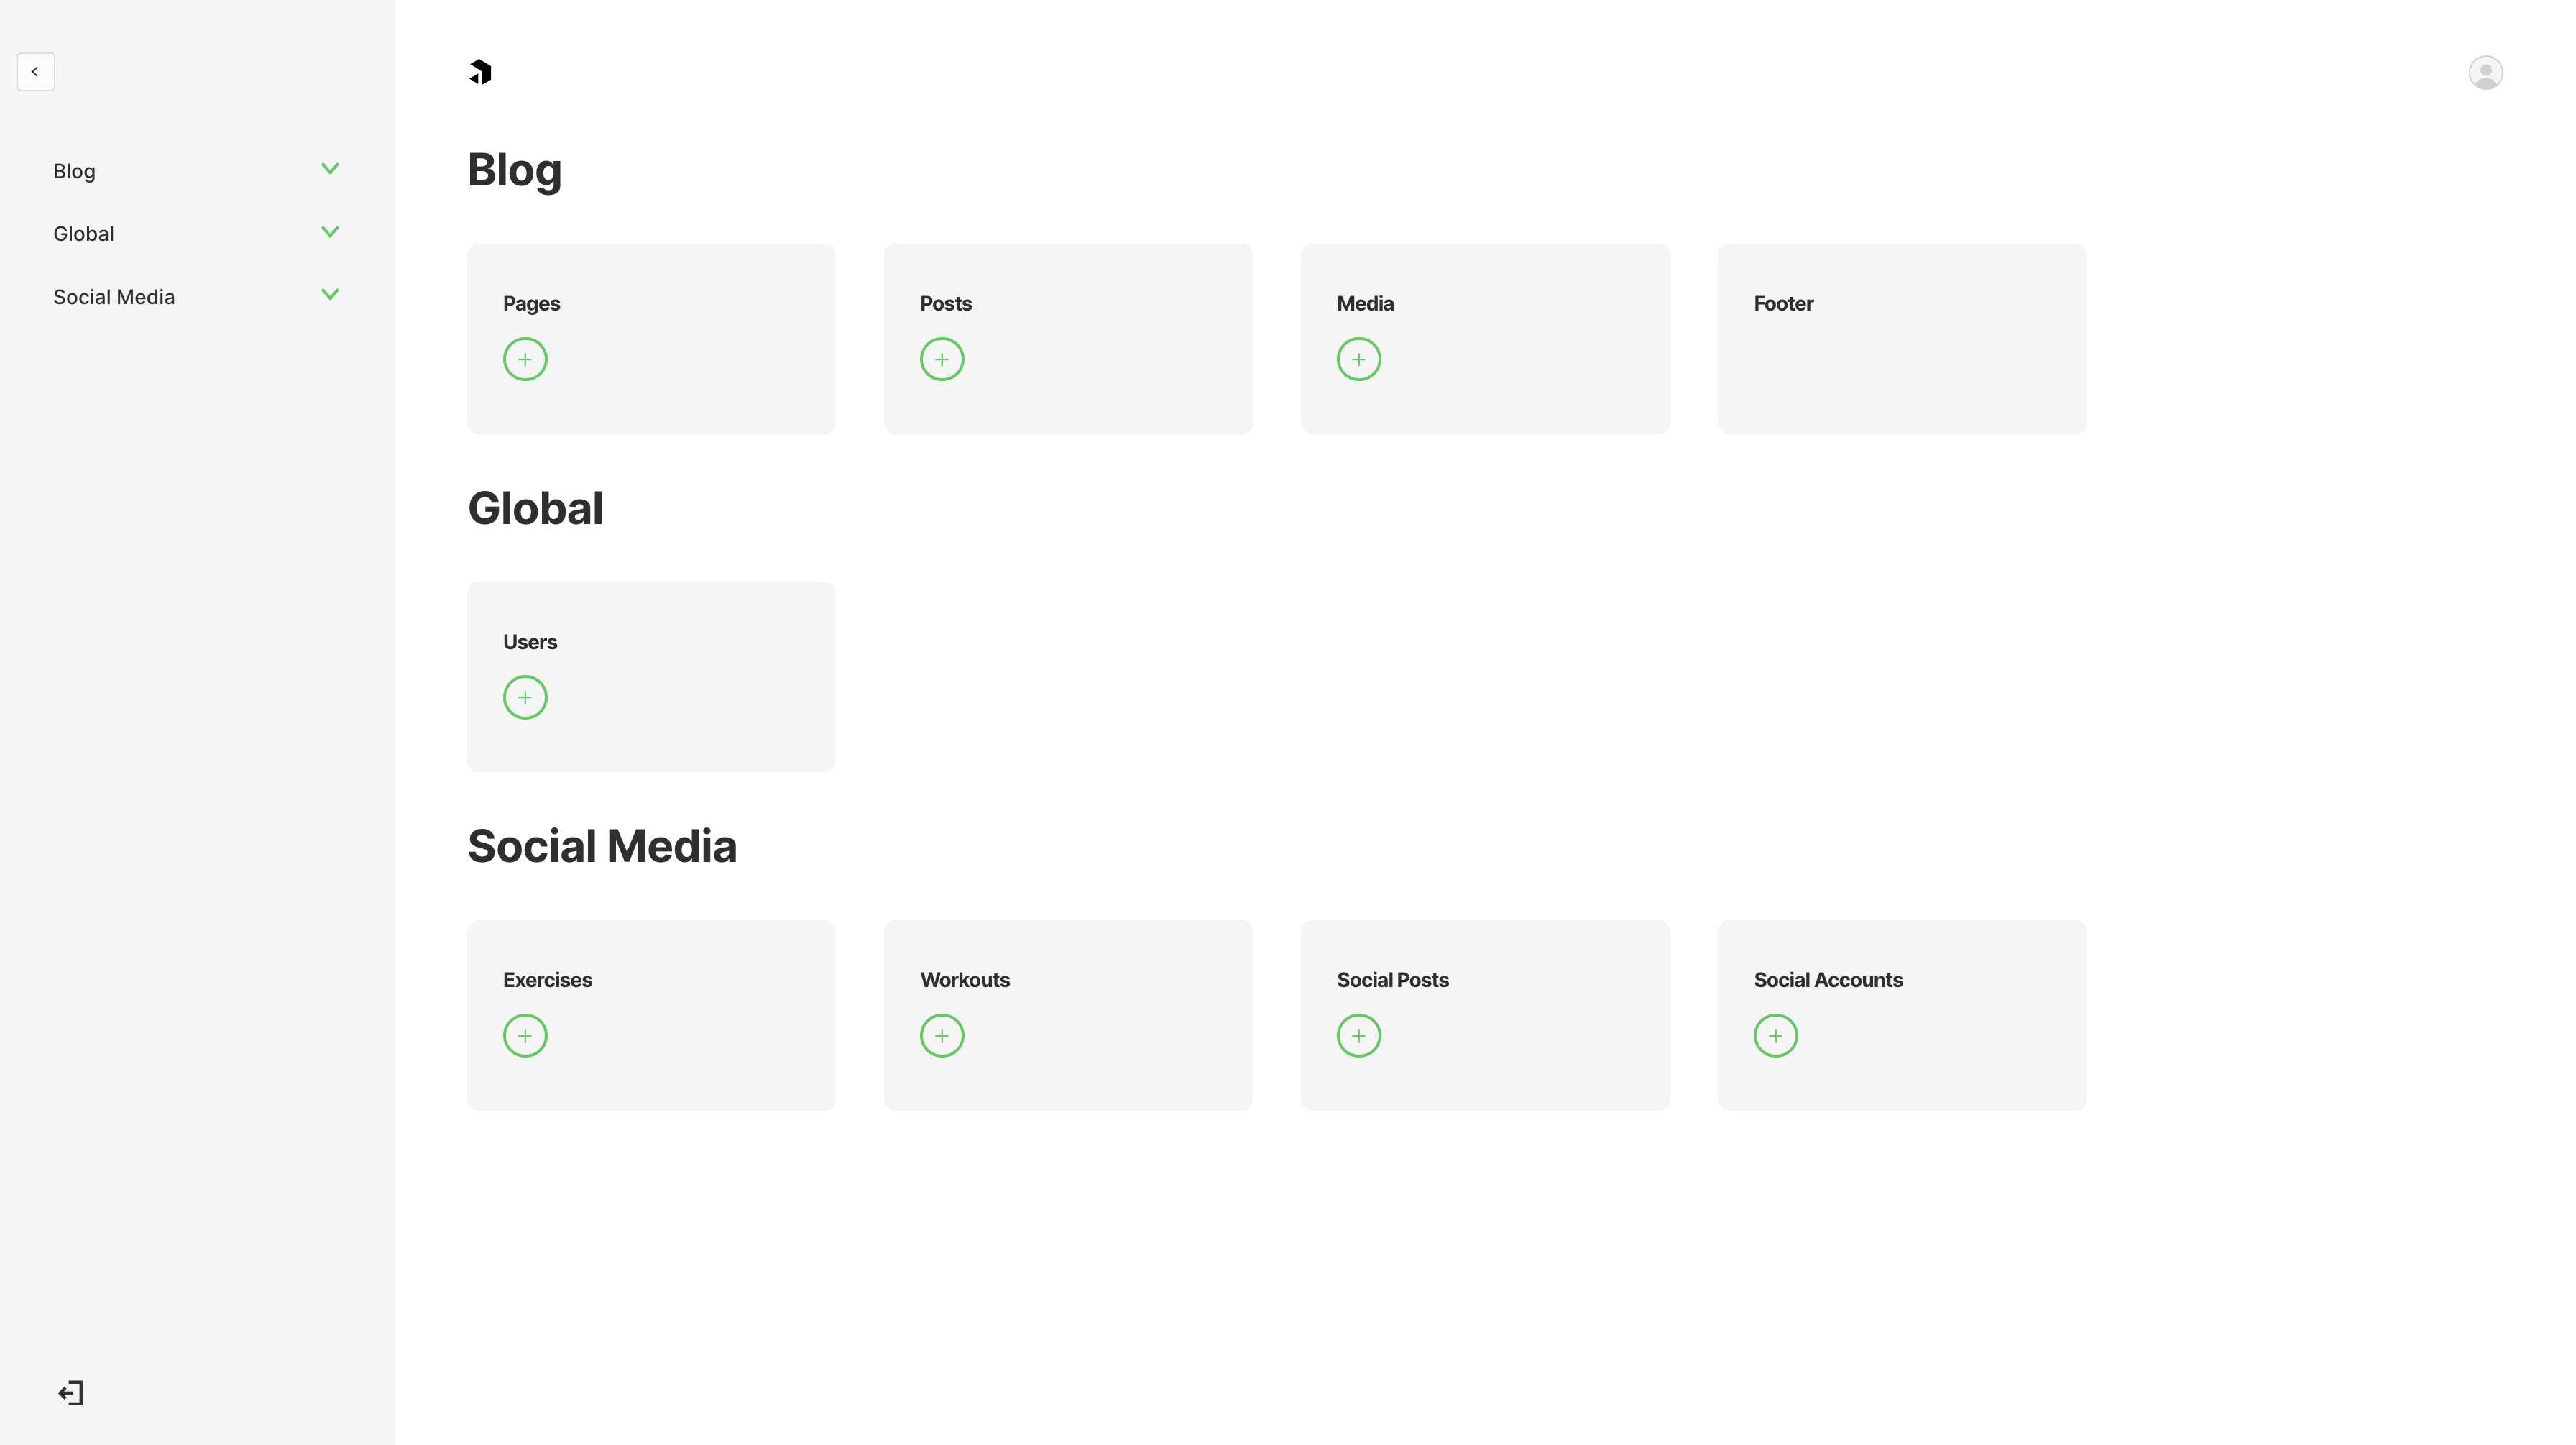 Blog
Global
Social Media
Blog
Pages
Posts
Media
Footer
Global
Users
Social Media
Exercises
Workouts
Social Posts
Social Accounts